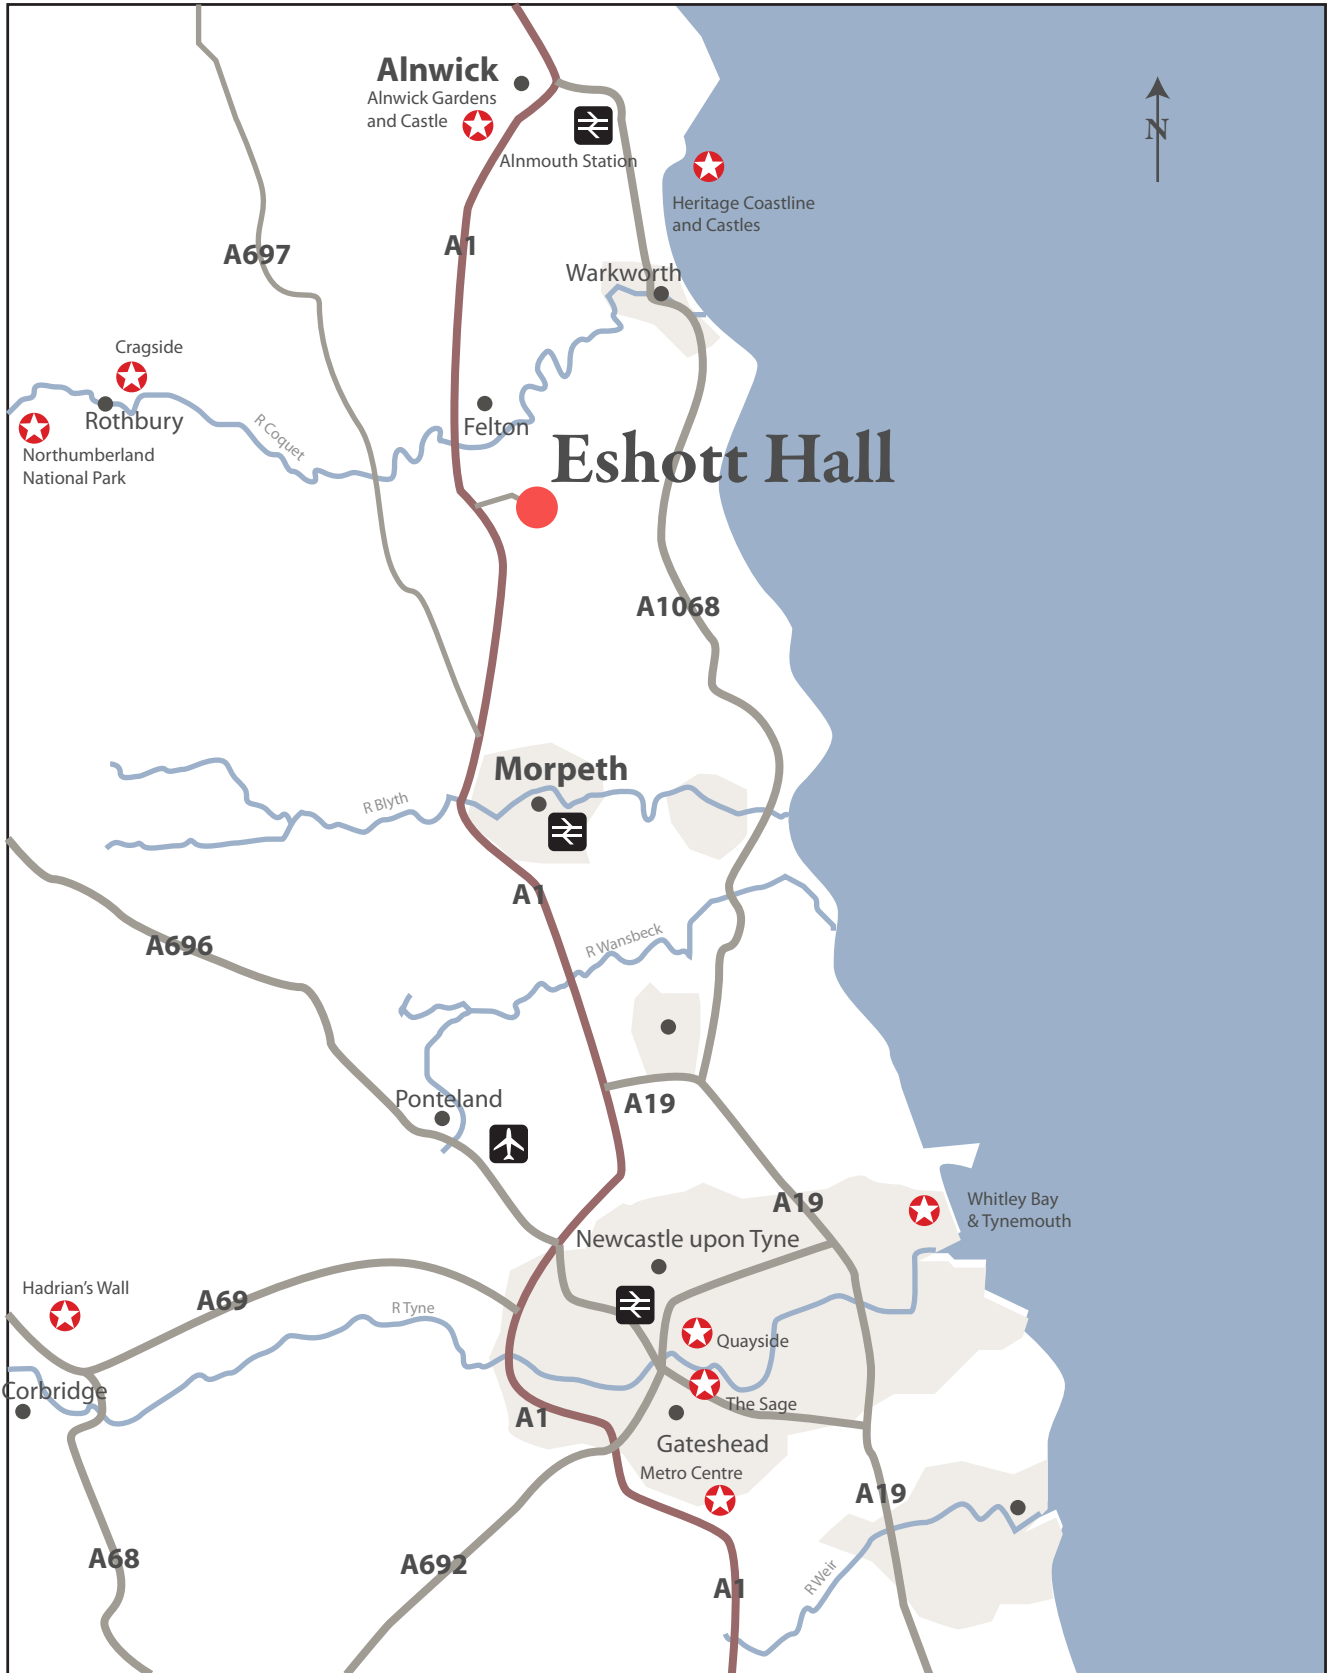 Alnwick
Alnwick Gardens
and Castle
Alnmouth Station
N
Heritage Coastline
and Castles
A697
A1
Warkworth
Cragside
Rothbury
Northumberland
National Park
R Coquet
Felton
Eshott Hall
A1068
Morpeth
R Blyth
A1
A696
R Wansbeck
Ponteland
A19
A19
Whitley Bay
& Tynemouth
Newcastle upon Tyne
Hadrian's Wall
A69
R Tyne
Quayside
Corbridge
The Sage
A1
Gateshead
Metro Centre
A19
A68
A692
R Weir
A1